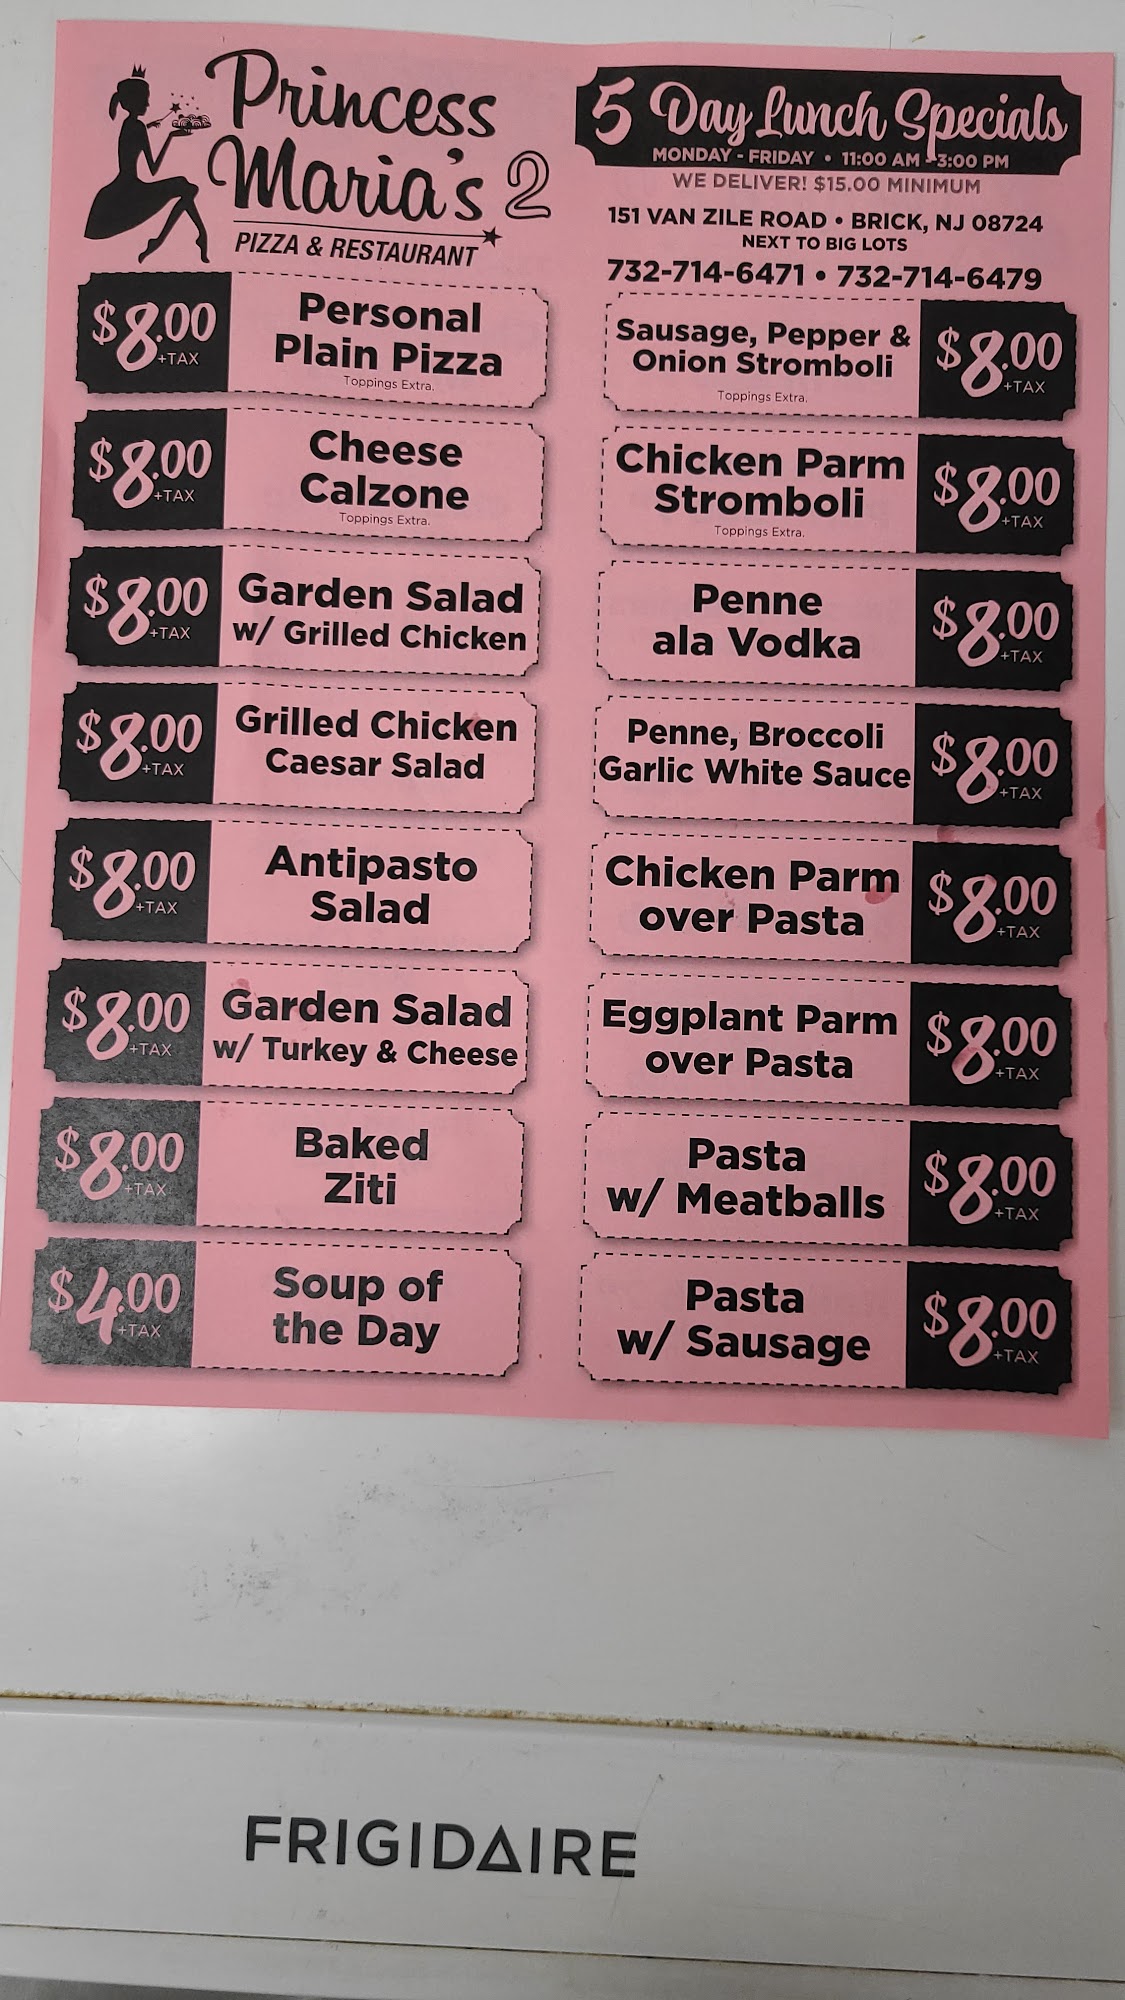 Princess
Maria's 2
PIZZA & RESTAURANT
5 Day Lunch Specials
MONDAY - FRIDAY • 11:00 AM - 3:00 PM
WE DELIVER! $15.00 MINIMUM
151 VAN ZILE ROAD • BRICK, NJ 08724
NEXT TO BIG LOTS
732-714-6471 • 732-714-6479
$8.00
+TAX
Personal
Plain Pizza
Toppings Extra.
$8.00
+TAX
Cheese
Calzone
Toppings Extra.
$8.00
+TAX
Garden Salad
w/ Grilled Chicken
$8.00
+TAX
Grilled Chicken
Caesar Salad
$8.00
+TAX
Antipasto
Salad
$8.00
+TAX
Garden Salad
w/ Turkey & Cheese
$8.00
+TAX
Baked
Ziti
$4.00
+TAX
Soup of
the Day
Sausage, Pepper &
Onion Stromboli
Toppings Extra.
$8.00
+TAX
Chicken Parm
Stromboli
Toppings Extra.
$8.00
+TAX
Penne
ala Vodka
$8.00
+TAX
Penne, Broccoli
Garlic White Sauce
$8.00
+TAX
Chicken Parm
over Pasta
$8.00
+TAX
Eggplant Parm
over Pasta
$8.00
+TAX
Pasta
w/ Meatballs
$8.00
+TAX
Pasta
w/ Sausage
$8.00
+TAX
FRIGIDAIRE